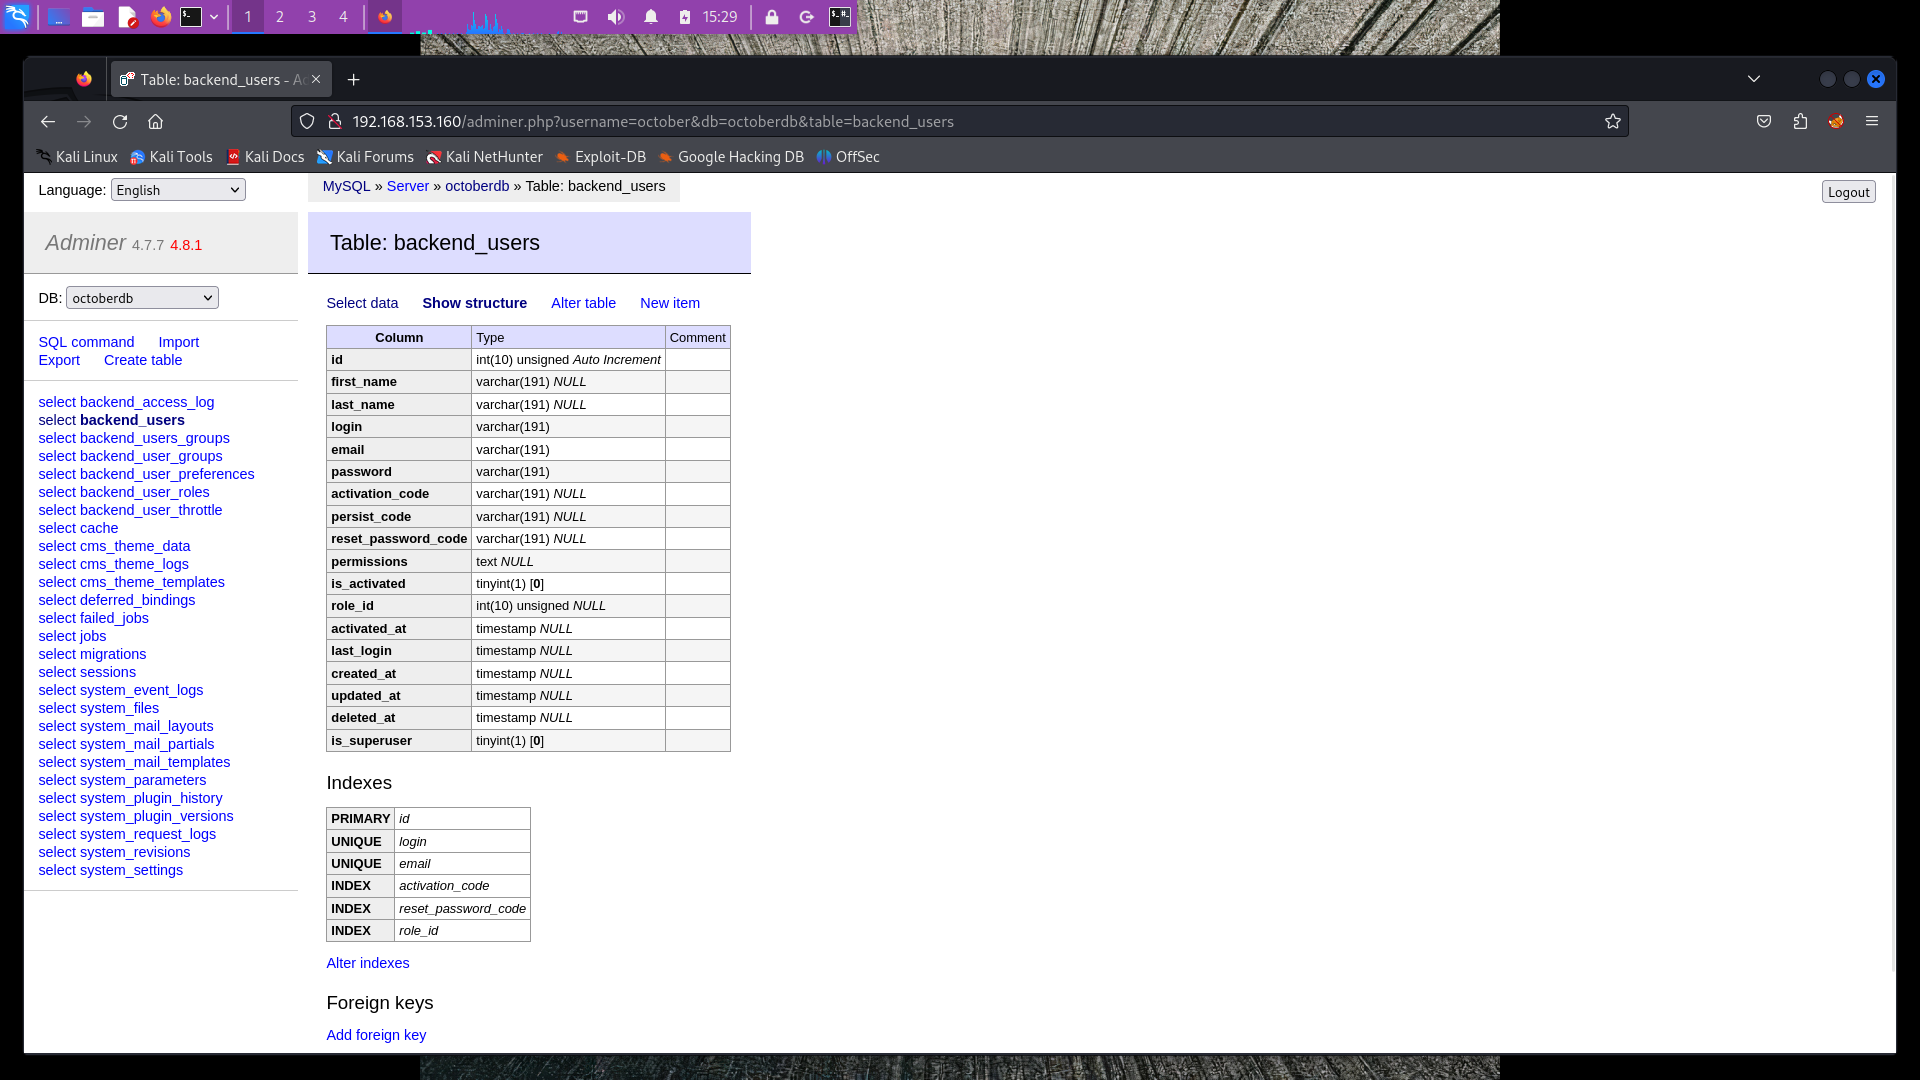 1 2 3 4 15:29
Table: backend_users - Ad
192.168.153.160/adminer.php?username=october&db=octoberdb&table=backend_users
Kali Linux Kali Tools Kali Docs Kali Forums Kali NetHunter Exploit-DB Google Hacking DB OffSec
Language: English
MySQL » Server » octoberdb » Table: backend_users
Logout
Adminer 4.7.7 4.8.1
Table: backend_users
DB: octoberdb
SQL command Import
Export Create table
select backend_access_log
select backend_users
select backend_users_groups
select backend_user_groups
select backend_user_preferences
select backend_user_roles
select backend_user_throttle
select cache
select cms_theme_data
select cms_theme_logs
select cms_theme_templates
select deferred_bindings
select failed_jobs
select jobs
select migrations
select sessions
select system_event_logs
select system_files
select system_mail_layouts
select system_mail_partials
select system_mail_templates
select system_parameters
select system_plugin_history
select system_plugin_versions
select system_request_logs
select system_revisions
select system_settings
Select data Show structure Alter table New item
Column Type Comment
id int(10) unsigned Auto Increment
first_name varchar(191) NULL
last_name varchar(191) NULL
login varchar(191)
email varchar(191)
password varchar(191)
activation_code varchar(191) NULL
persist_code varchar(191) NULL
reset_password_code varchar(191) NULL
permissions text NULL
is_activated tinyint(1) [0]
role_id int(10) unsigned NULL
activated_at timestamp NULL
last_login timestamp NULL
created_at timestamp NULL
updated_at timestamp NULL
deleted_at timestamp NULL
is_superuser tinyint(1) [0]
Indexes
PRIMARY id
UNIQUE login
UNIQUE email
INDEX activation_code
INDEX reset_password_code
INDEX role_id
Alter indexes
Foreign keys
Add foreign key